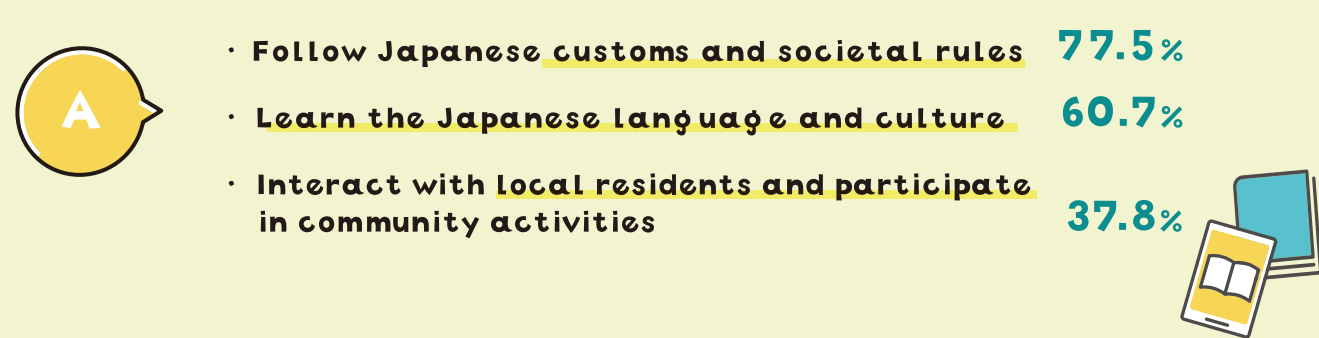 A
· Follow Japanese customs and societal rules 77.5%
· Learn the Japanese language and culture 60.7%
· Interact with local residents and participate
in community activities 37.8%